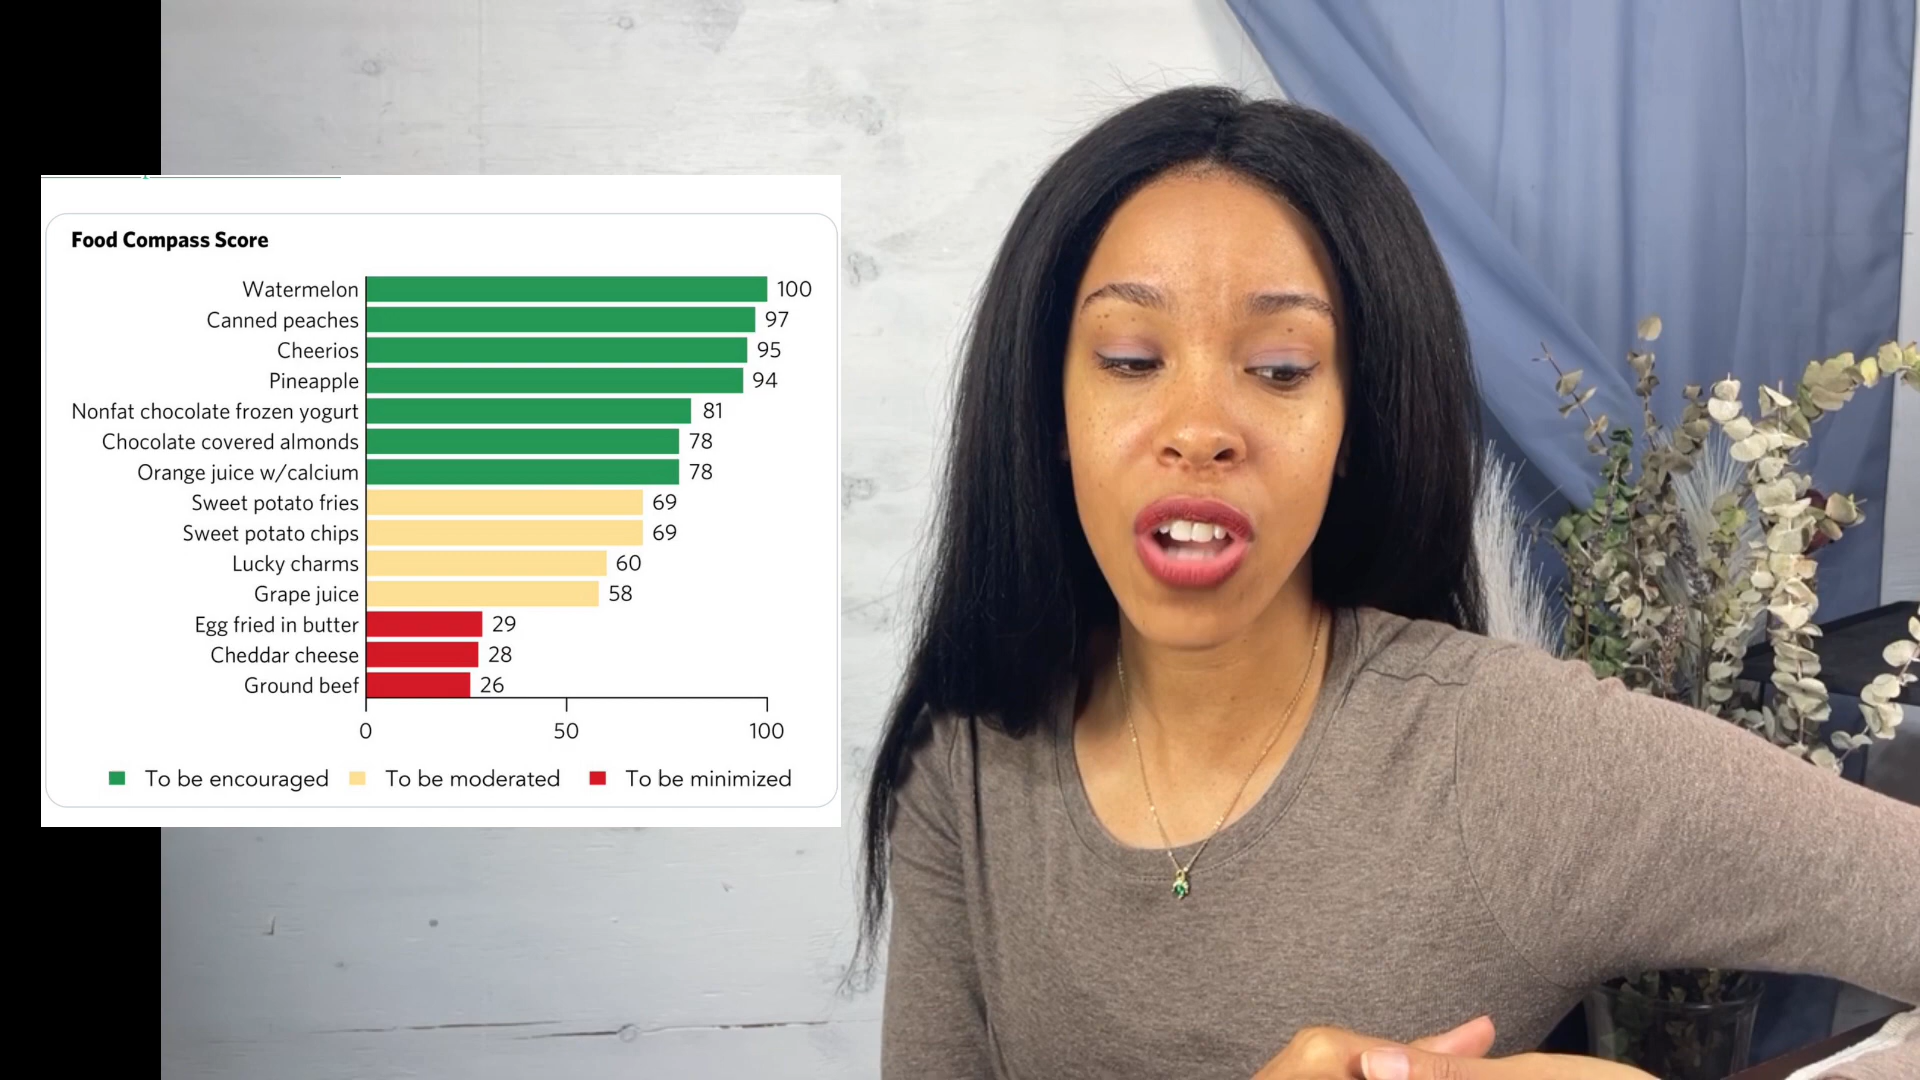 Food Compass Score
Watermelon 100
Canned peaches 97
Cheerios 95
Pineapple 94
Nonfat chocolate frozen yogurt 81
Chocolate covered almonds 78
Orange juice w/calcium 78
Sweet potato fries 69
Sweet potato chips 69
Lucky charms 60
Grape juice 58
Egg fried in butter 29
Cheddar cheese 28
Ground beef 26
0 50 100
To be encouraged To be moderated To be minimized